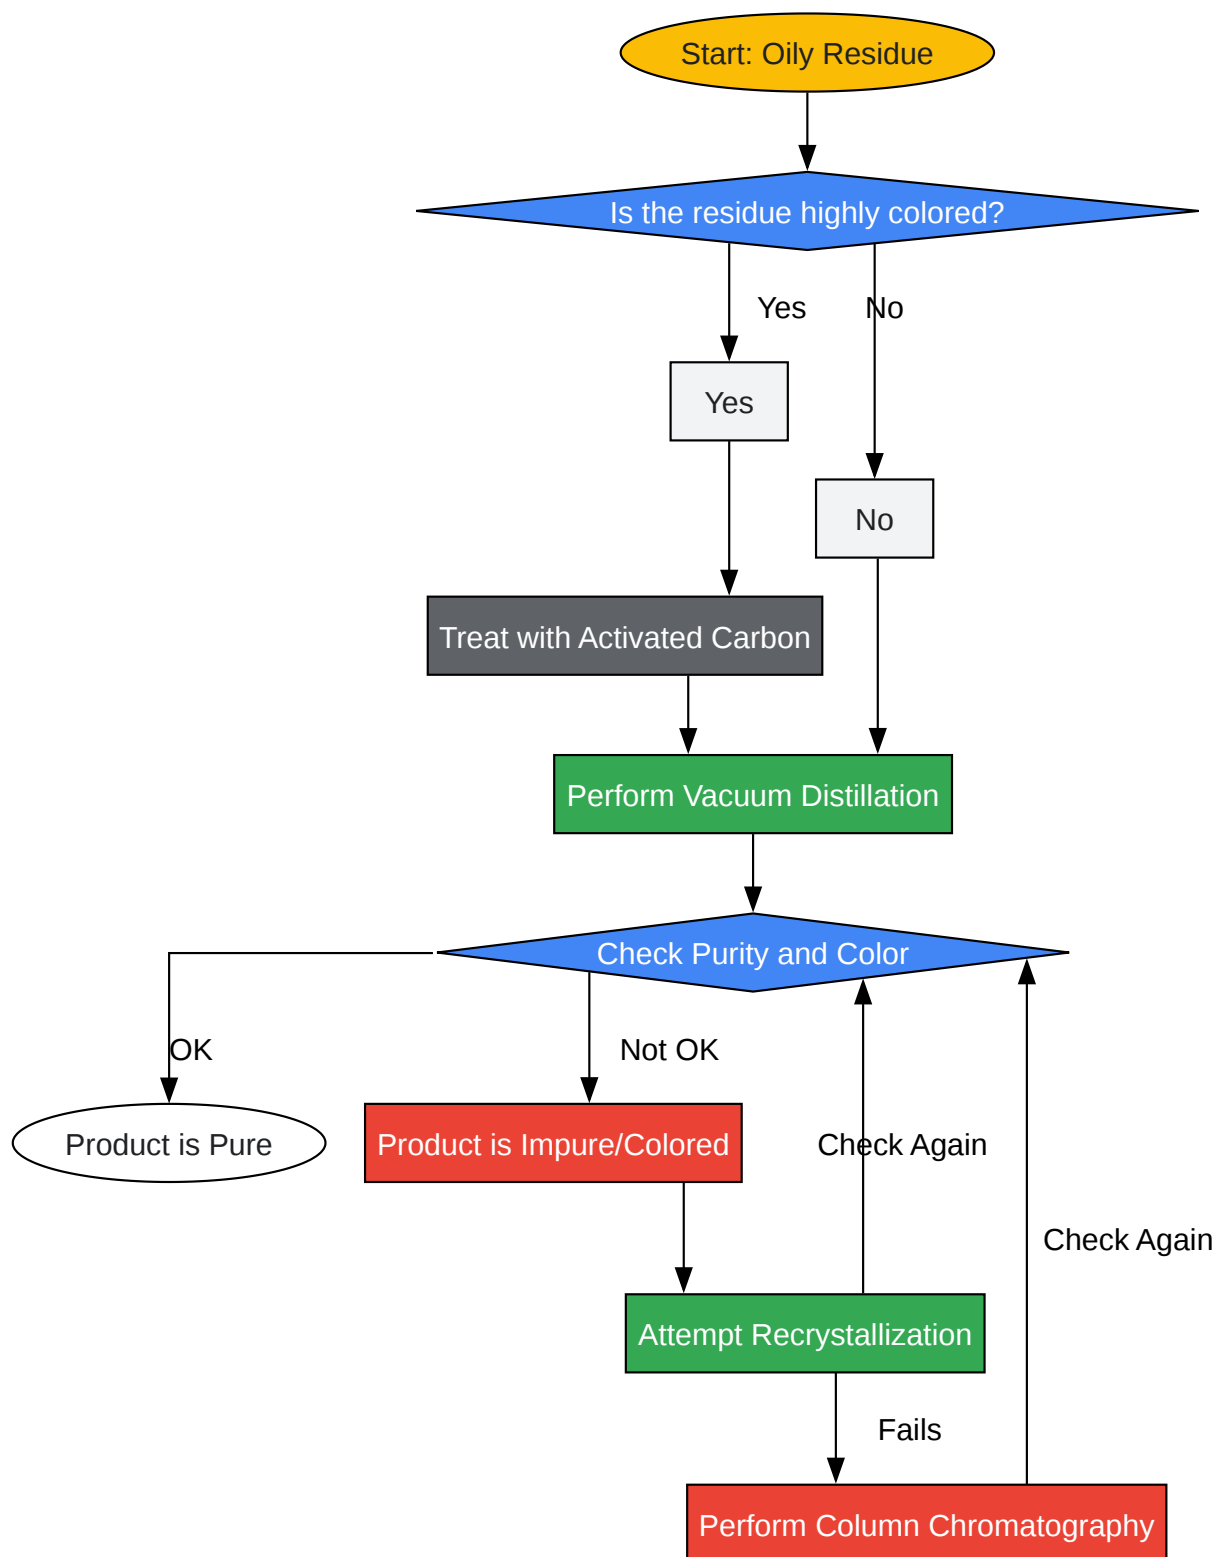 Start: Oily Residue
Is the residue highly colored?
Yes
No
Yes
No
Treat with Activated Carbon
Perform Vacuum Distillation
Check Purity and Color
OK
Not OK
Product is Pure
Product is Impure/Colored
Check Again
Check Again
Attempt Recrystallization
Fails
Perform Column Chromatography